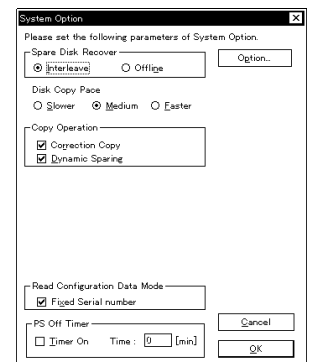 System Option
Please set the following parameters of System Option.
Spare Disk Recover
Interleave Offline
Option...
Disk Copy Pace
Slower Medium Faster
Copy Operation
Correction Copy
Dynamic Sparing
Read Configuration Data Mode
Fixed Serial number
PS Off Timer
Timer On Time : 0 [min]
Cancel
OK